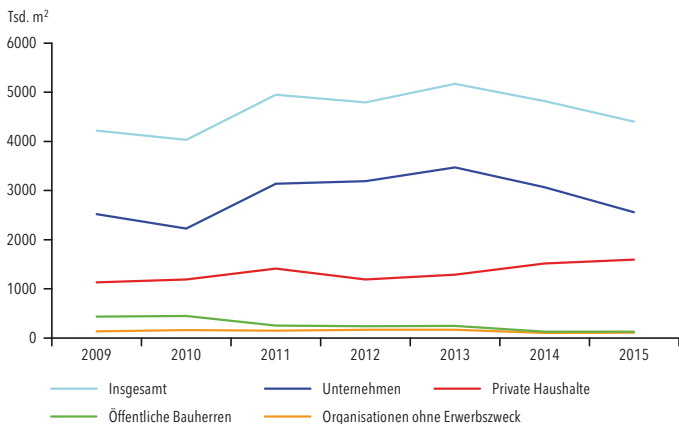 Tsd. m²
6000
5000
4000
3000
2000
1000
0
2009 2010 2011 2012 2013 2014 2015
Insgesamt Unternehmen Private Haushalte
Öffentliche Bauherren Organisationen ohne Erwerbszweck